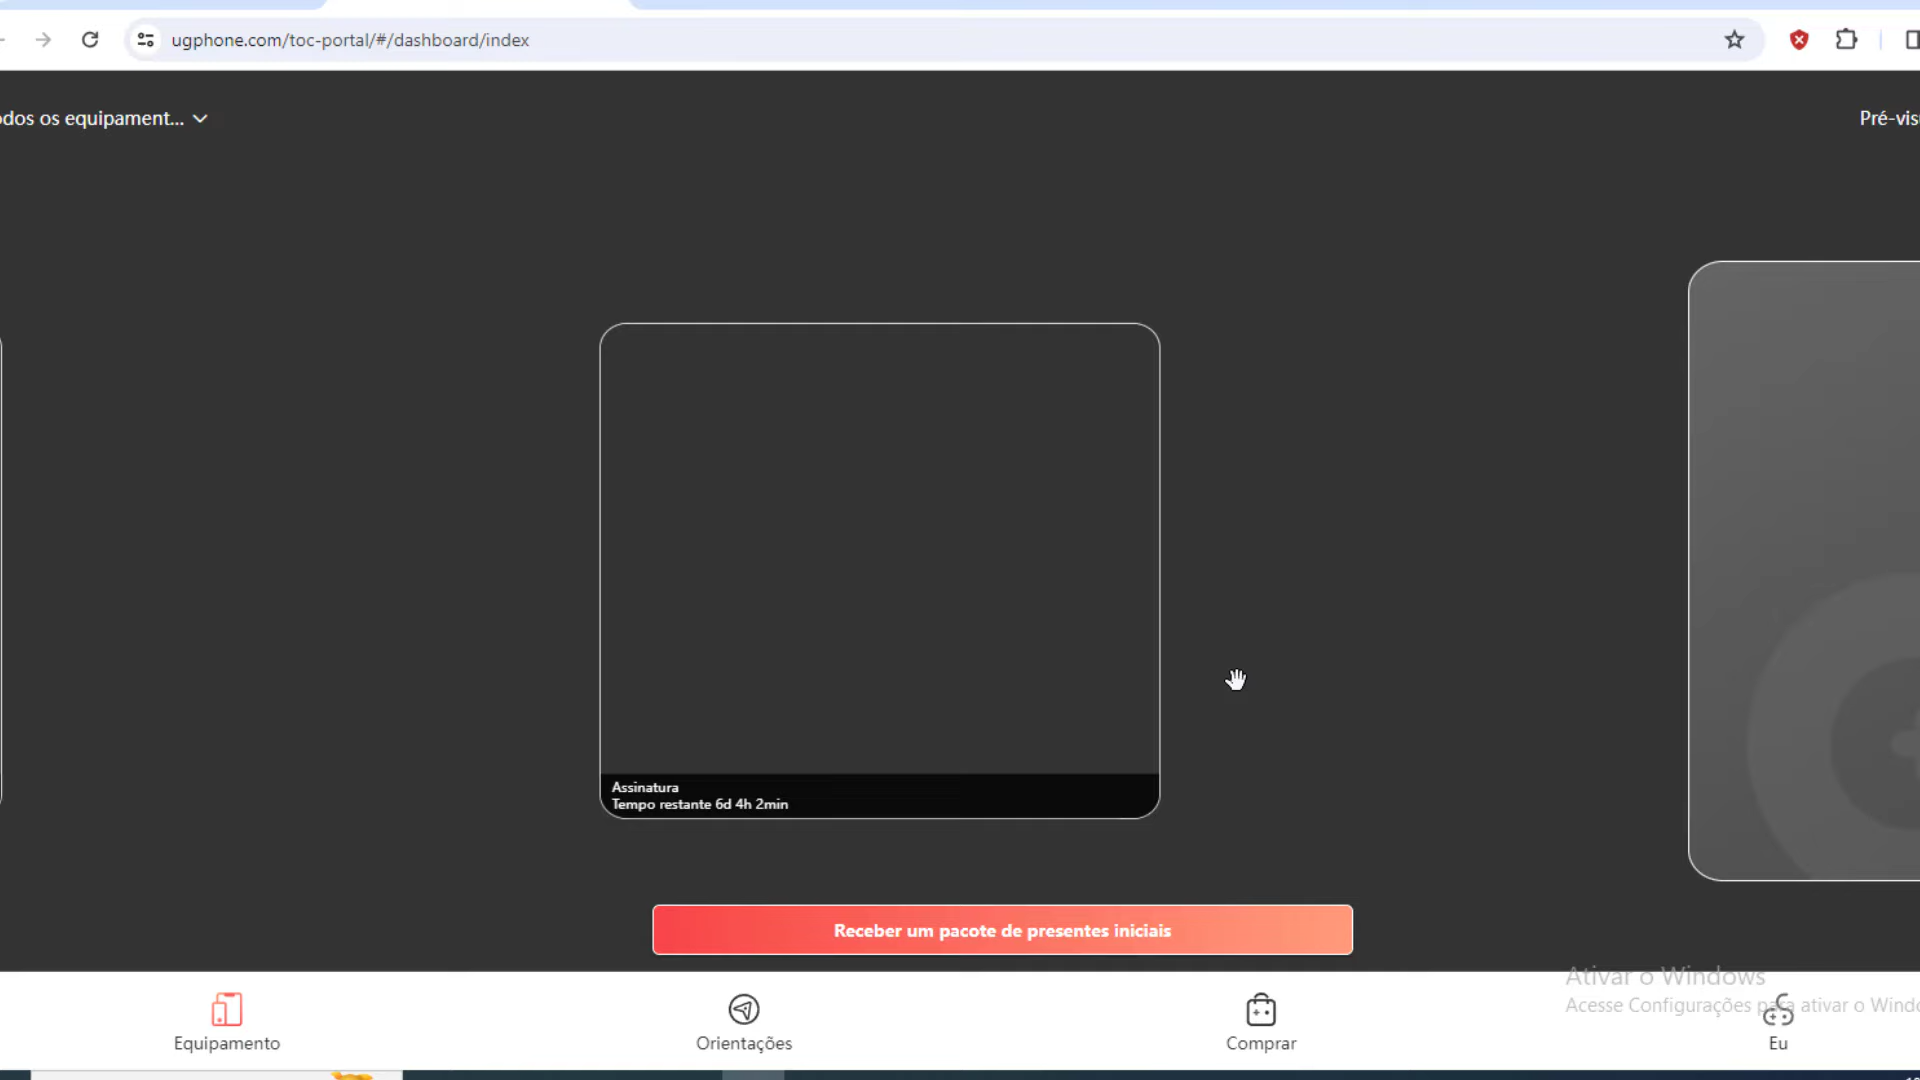 ugphone.com/toc-portal/#/dashboard/index
odos os equipament...
Pré-vis
Assinatura
Tempo restante 6d 4h 2min
Receber um pacote de presentes iniciais
Ativar o Windows
Acesse Configurações para ativar o Windo
Equipamento
Orientações
Comprar
Eu